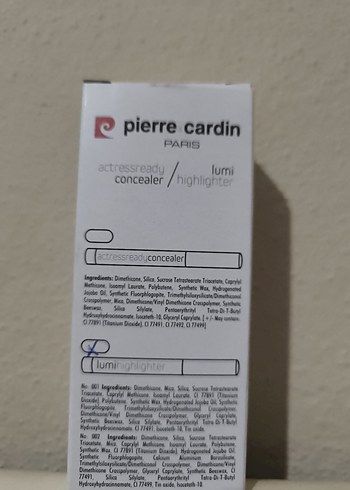 pierre cardin
PARIS
actressready
concealer / lumi
highlighter
actressreadyconcealer
Ingredients: Dimethicone, Silica, Sucrose Tetrastearate Triacetate, Caprylyl
Methicone, Isoamyl Laurate, Polybutene, Synthetic Wax, Hydrogenated
Jojoba Oil, Synthetic Fluorphlogopite, Trimethylsiloxysilicate/Dimethiconol
Crosspolymer, Mica, Dimethicone/Vinyl Dimethicone Crosspolymer, Synthetic
Beeswax, Silica Silylate, Pentaerythrityl Tetra-Di-T-Butyl
Hydroxyhydrocinnamate, Isoceteth-10, Glyceryl Caprylate. [+/- May contain:
CI 77891 (Titanium Dioxide), CI 77491, CI 77492, CI 77499]
lumihighlighter
No: 001 Ingredients: Dimethicone, Mica, Silica, Sucrose Tetrastearate
Triacetate, Caprylyl Methicone, Isoamyl Laurate, CI 77891 (Titanium
Dioxide), Polybutene, Synthetic Wax, Hydrogenated Jojoba Oil, Synthetic
Fluorphlogopite, Trimethylsiloxysilicate/Dimethiconol Crosspolymer,
Dimethicone/Vinyl Dimethicone Crosspolymer, Glyceryl Caprylate,
Synthetic Beeswax, Silica Silylate, Pentaerythrityl Tetra-Di-T-Butyl
Hydroxyhydrocinnamate, CI 77491, Isoceteth-10, Tin oxide.
No: 002 Ingredients: Dimethicone, Mica, Silica, Sucrose Tetrastearate
Triacetate, Caprylyl Methicone, Isoamyl Laurate, CI 77891 (Titanium
Dioxide), Polybutene, Synthetic Wax, Hydrogenated Jojoba Oil, Synthetic
Fluorphlogopite, Calcium Aluminum Borosilicate,
Trimethylsiloxysilicate/Dimethiconol Crosspolymer, Dimethicone/Vinyl
Dimethicone Crosspolymer, Glyceryl Caprylate, Synthetic Beeswax, CI
77491, Silica Silylate, Pentaerythrityl Tetra-Di-T-Butyl
Hydroxyhydrocinnamate, CI 77499, Tin oxide, Isoceteth-10.